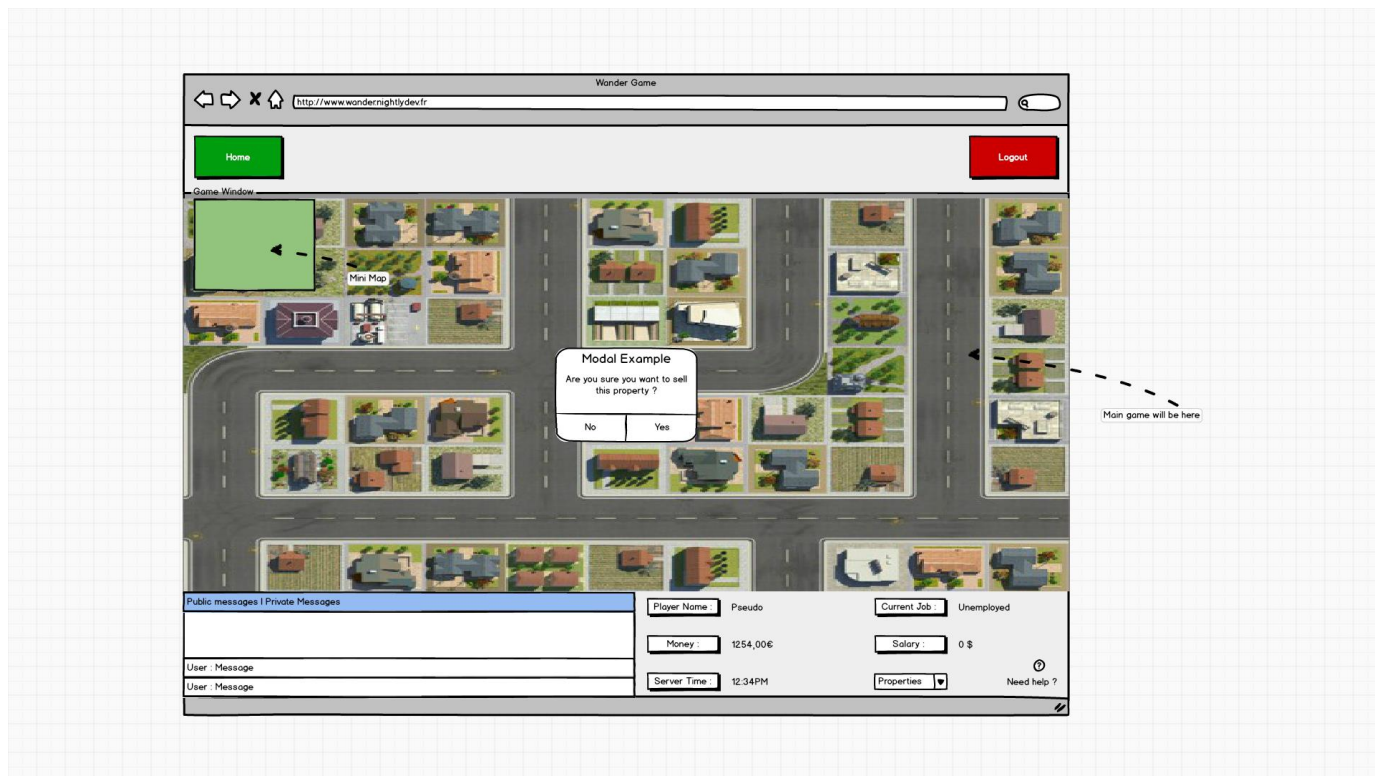 Wander Game
http://www.wander.nightlydev.fr
Home
Logout
Game Window
Mini Map
Modal Example
Are you sure you want to sell
this property ?
No
Yes
Main game will be here
Public messages | Private Messages
User : Message
User : Message
Player Name :
Pseudo
Current Job :
Unemployed
Money :
1254,00€
Salary :
0 $
Server Time :
12:34PM
Properties
Need help ?